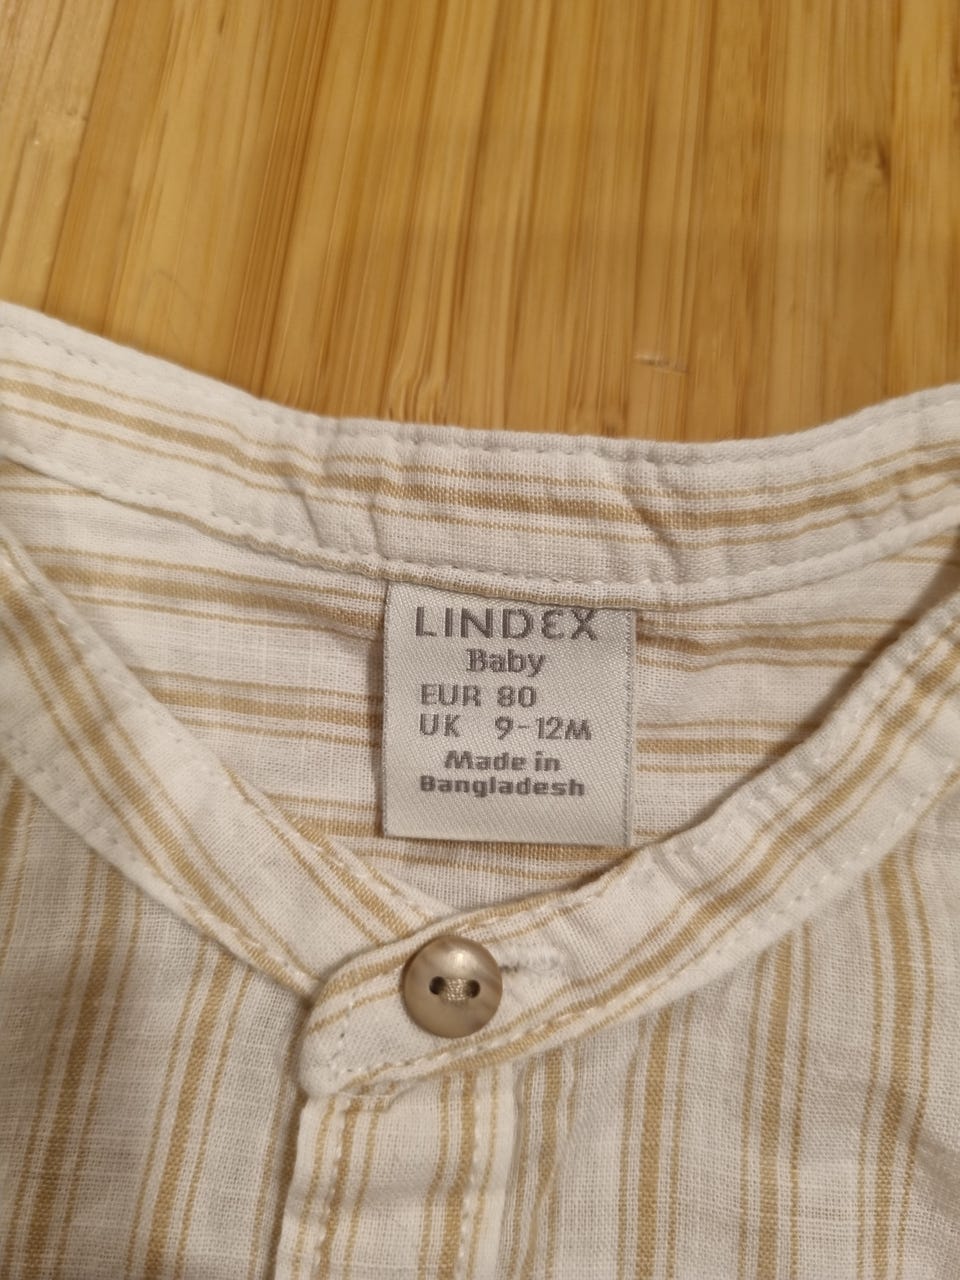 LINDEX
Baby
EUR 80
UK 9-12M
Made in
Bangladesh